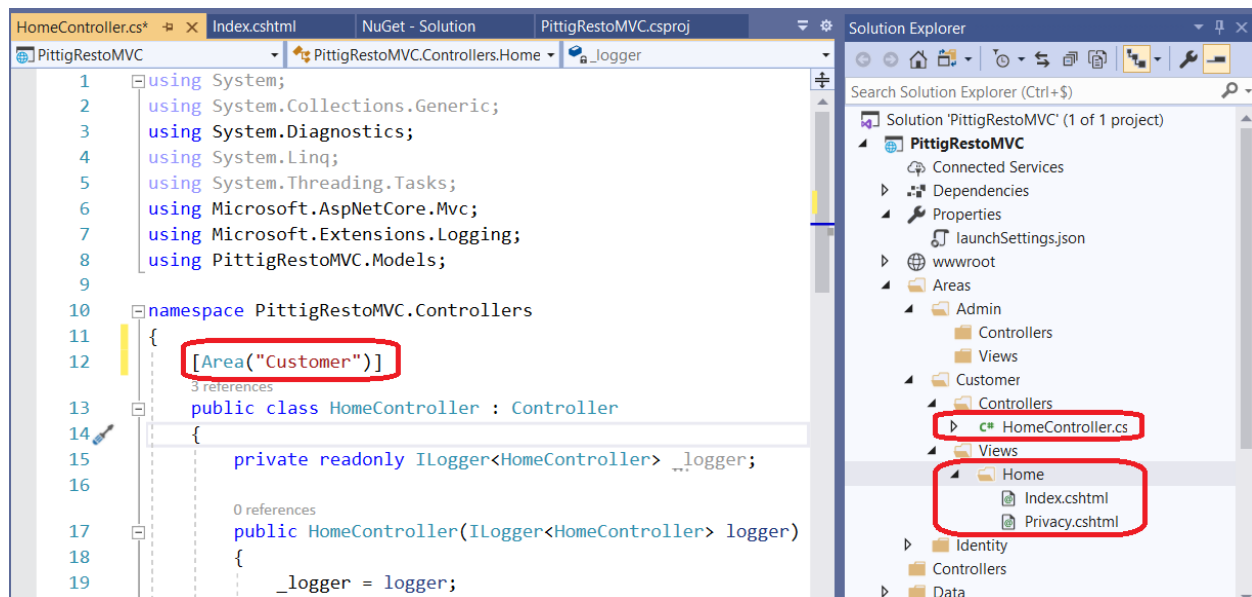 HomeController.cs* Index.cshtml NuGet - Solution PittigRestoMVC.csproj
PittigRestoMVC PittigRestoMVC.Controllers.Home _logger
1 using System;
2 using System.Collections.Generic;
3 using System.Diagnostics;
4 using System.Linq;
5 using System.Threading.Tasks;
6 using Microsoft.AspNetCore.Mvc;
7 using Microsoft.Extensions.Logging;
8 using PittigRestoMVC.Models;
9
10 namespace PittigRestoMVC.Controllers
11 {
12 [Area("Customer")]
3 references
13 public class HomeController : Controller
14 {
15 private readonly ILogger<HomeController> _logger;
16
0 references
17 public HomeController(ILogger<HomeController> logger)
18 {
19 _logger = logger;
Solution Explorer
Search Solution Explorer (Ctrl+$)
Solution 'PittigRestoMVC' (1 of 1 project)
PittigRestoMVC
Connected Services
Dependencies
Properties
launchSettings.json
wwwroot
Areas
Admin
Controllers
Views
Customer
Controllers
C# HomeController.cs
Views
Home
Index.cshtml
Privacy.cshtml
Identity
Controllers
Data